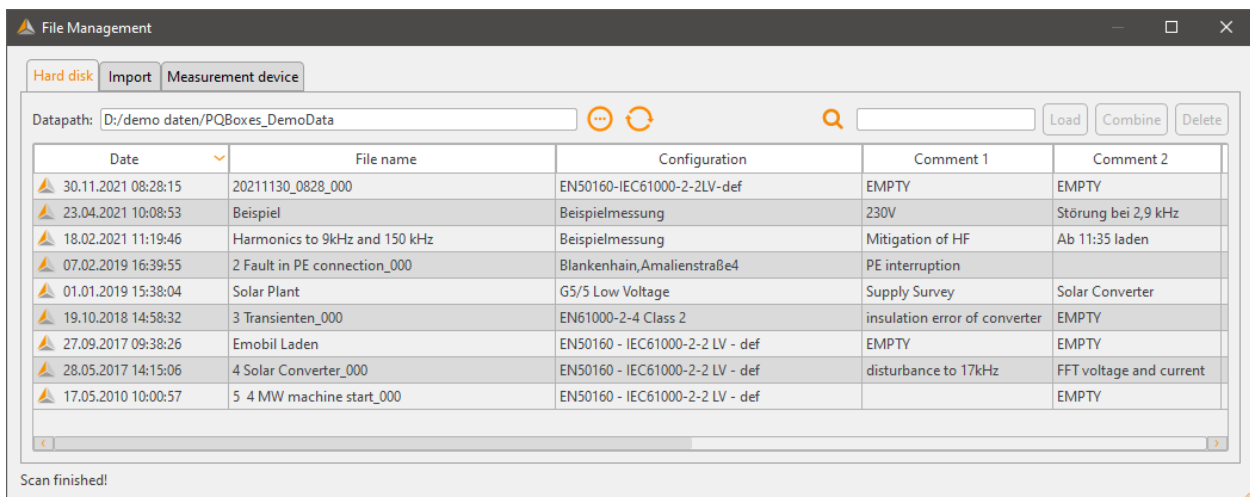 File Management
Hard disk Import Measurement device
Datapath: D:/demo daten/PQBoxes_DemoData Load Combine Delete
Date File name Configuration Comment 1 Comment 2
30.11.2021 08:28:15 20211130_0828_000 EN50160-IEC61000-2-2LV-def EMPTY EMPTY
23.04.2021 10:08:53 Beispiel Beispielmessung 230V Störung bei 2,9 kHz
18.02.2021 11:19:46 Harmonics to 9kHz and 150 kHz Beispielmessung Mitigation of HF Ab 11:35 laden
07.02.2019 16:39:55 2 Fault in PE connection_000 Blankenhain,Amalienstraße4 PE interruption
01.01.2019 15:38:04 Solar Plant G5/5 Low Voltage Supply Survey Solar Converter
19.10.2018 14:58:32 3 Transienten_000 EN61000-2-4 Class 2 insulation error of converter EMPTY
27.09.2017 09:38:26 Emobil Laden EN50160 - IEC61000-2-2 LV - def EMPTY EMPTY
28.05.2017 14:15:06 4 Solar Converter_000 EN50160 - IEC61000-2-2 LV - def disturbance to 17kHz FFT voltage and current
17.05.2010 10:00:57 5 4 MW machine start_000 EN50160 - IEC61000-2-2 LV - def EMPTY
Scan finished!